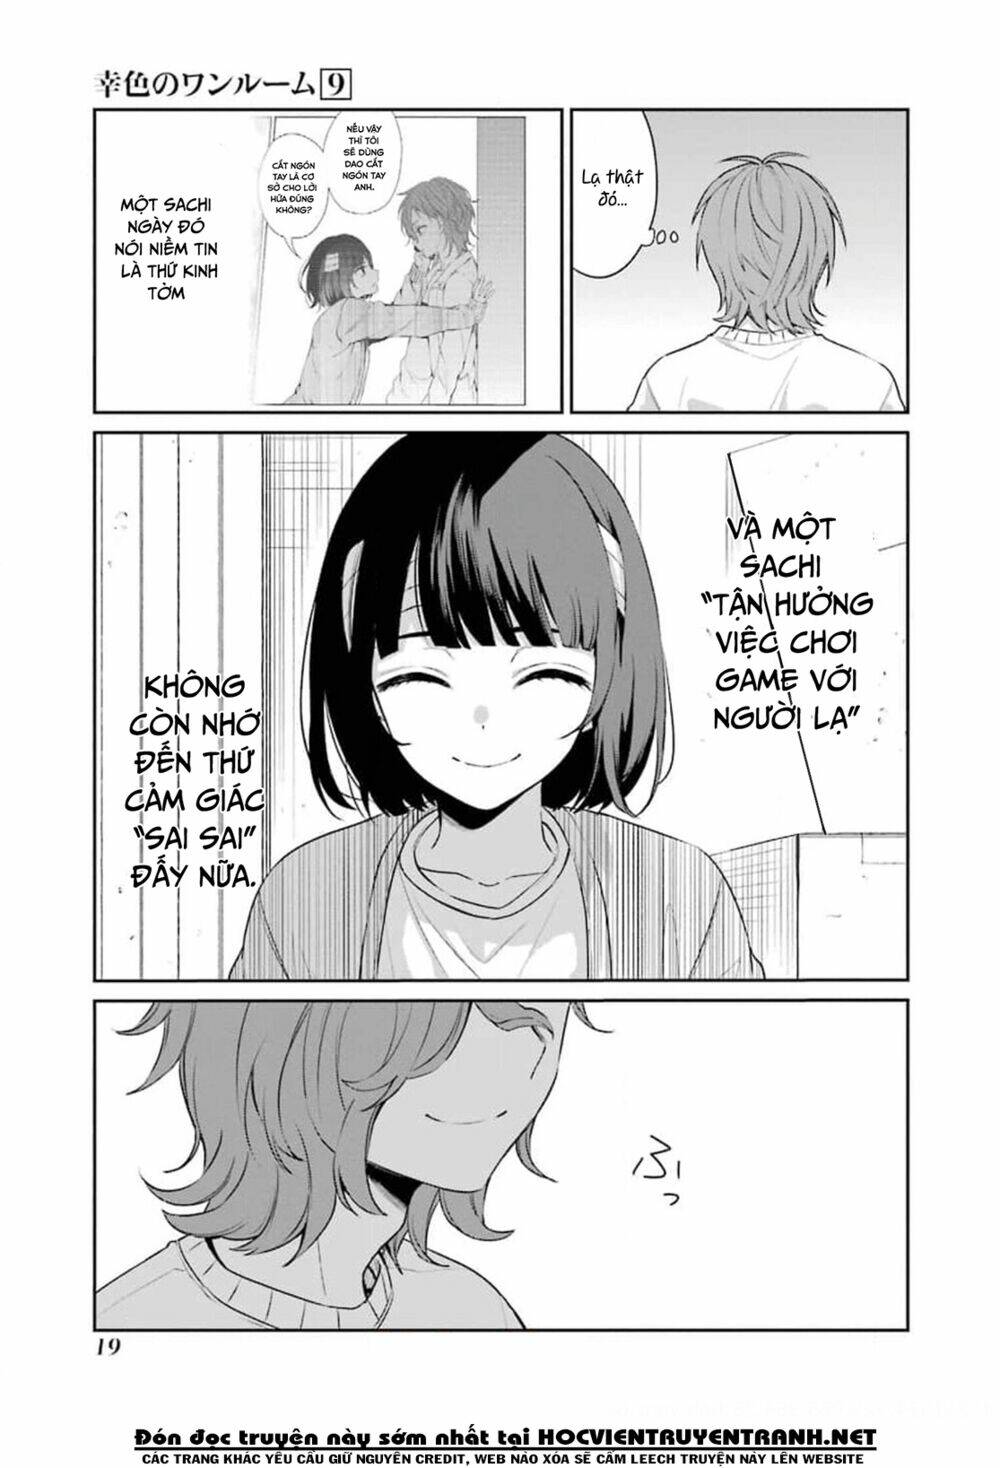 幸色のワンルーム 9
Lạ thật
đó...
NẾU VẬY
THÌ TÔI
SẼ DÙNG
DAO CẮT
NGÓN TAY
ANH.
CẮT NGÓN
TAY LÀ CƠ
SỞ CHO LỜI
HỨA ĐÚNG
KHÔNG?
MỘT SACHI
NGÀY ĐÓ
NÓI NIỀM TIN
LÀ THỨ KINH
TỞM
VÀ MỘT
SACHI
"TẬN HƯỞNG
VIỆC CHƠI
GAME VỚI
NGƯỜI LẠ"
KHÔNG
CÒN NHỚ
ĐẾN THỨ
CẢM GIÁC
"SAI SAI"
ĐẤY NỮA.
ふっ
19
Đón đọc truyện này sớm nhất tại HOCVIENTRUYENTRANH.NET
CÁC TRANG KHÁC YÊU CẦU GIỮ NGUYÊN CREDIT, WEB NÀO XÓA SẼ CẤM LEECH TRUYỆN NÀY LÊN WEBSITE